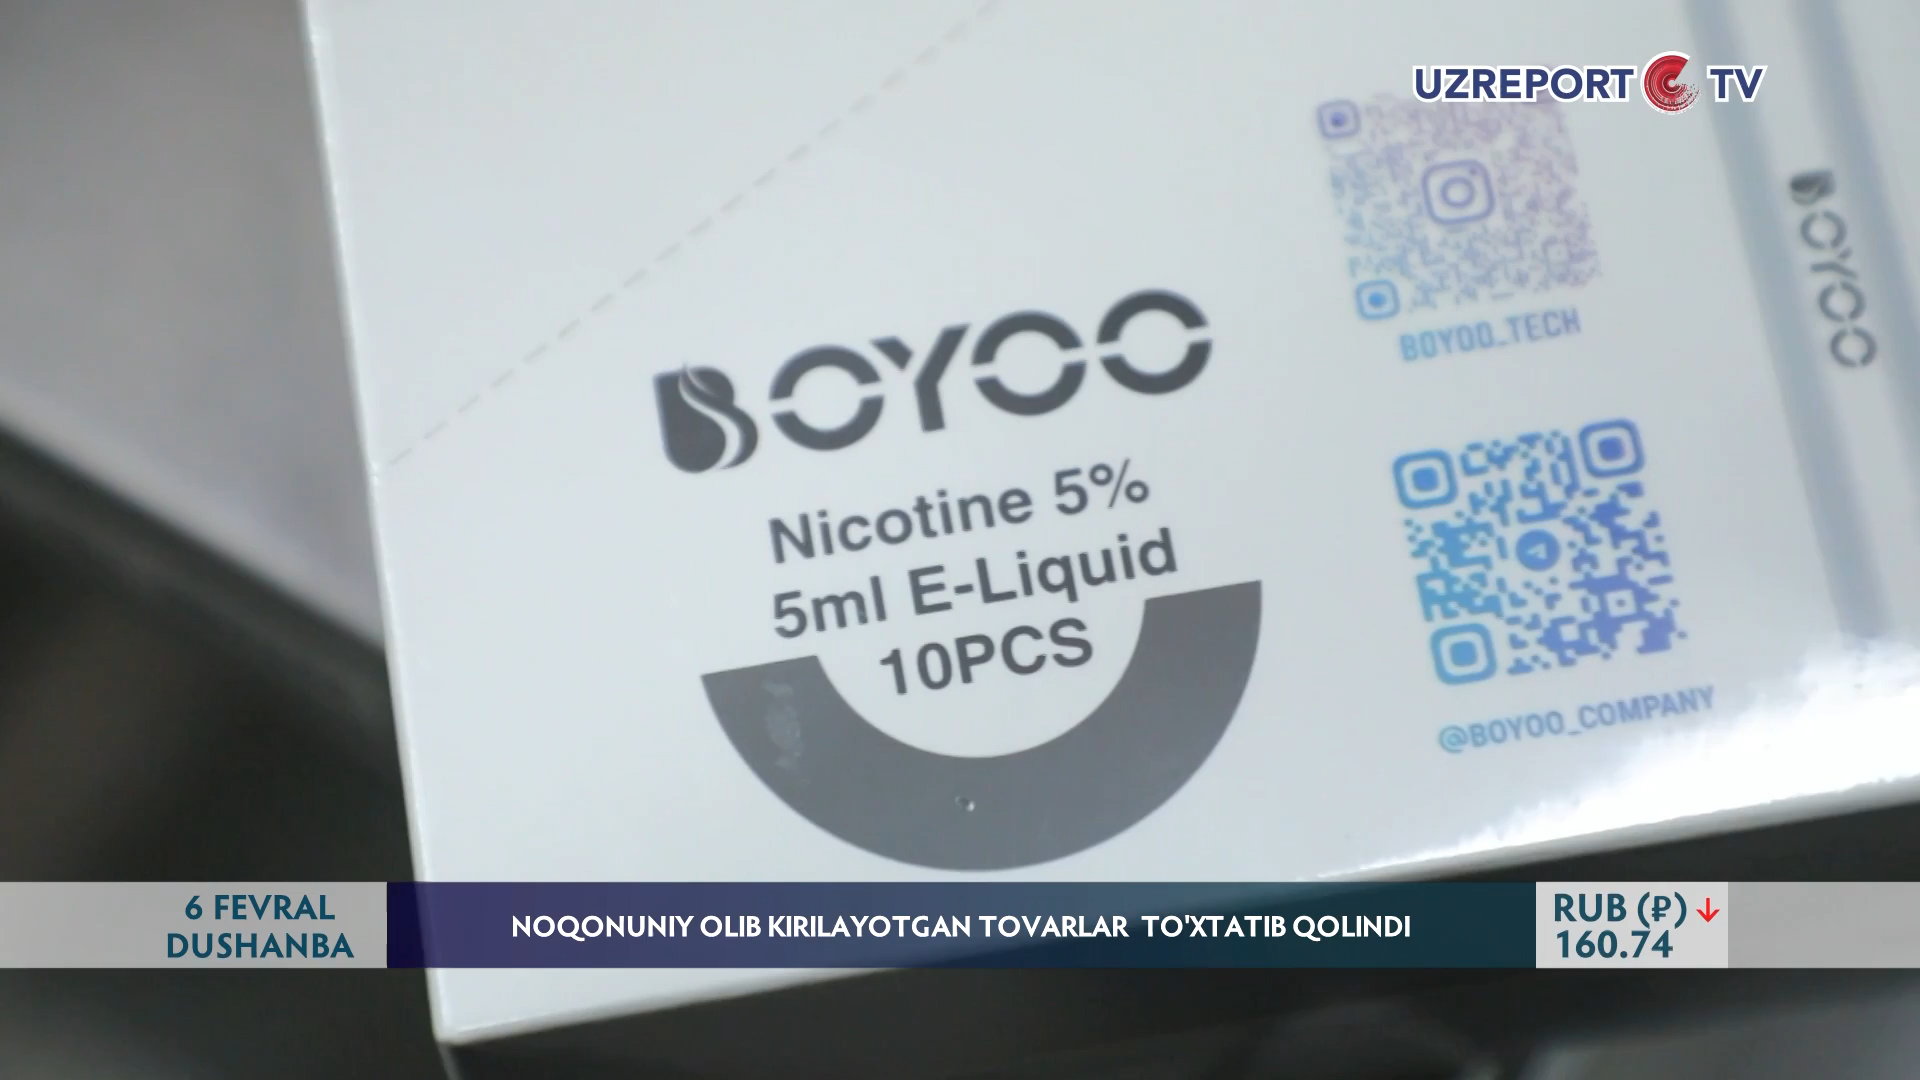 UZREPORT TV
BOYOO
BOYOO_TECH
BOYOO
Nicotine 5%
5ml E-Liquid
10PCS
@BOYOO_COMPANY
6 FEVRAL
DUSHANBA
NOQONUNIY OLIB KIRILAYOTGAN TOVARLAR TO'XTATIB QOLINDI
RUB (₽) ↓
160.74